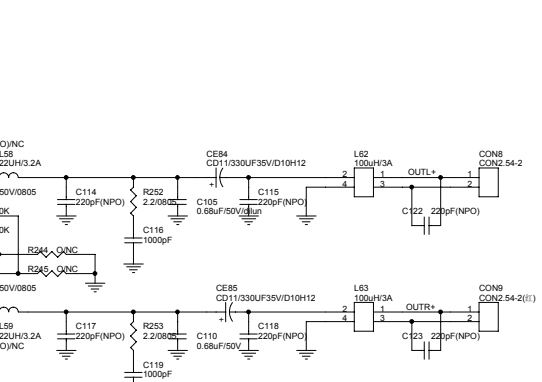 O)/NC
L58
22UH/3.2A
CE84
CD11/330UF35V/D10H12
L62
100uH/3A
CON8
CON2.54-2
50V/0805
C114
220pF(NPO)
R252
2.2/0805
C105
0.68uF/50V/dilun
C115
220pF(NPO)
2
4
1
3
OUTL+
1
2
C122
220pF(NPO)
0K
0K
C116
1000pF
R244
O/NC
R245
O/NC
50V/0805
CE85
CD11/330UF35V/D10H12
L63
100uH/3A
CON9
CON2.54-2(红)
L59
22UH/3.2A
O)/NC
C117
220pF(NPO)
R253
2.2/0805
C110
0.68uF/50V
C118
220pF(NPO)
2
4
1
3
OUTR+
1
2
C123
220pF(NPO)
C119
1000pF